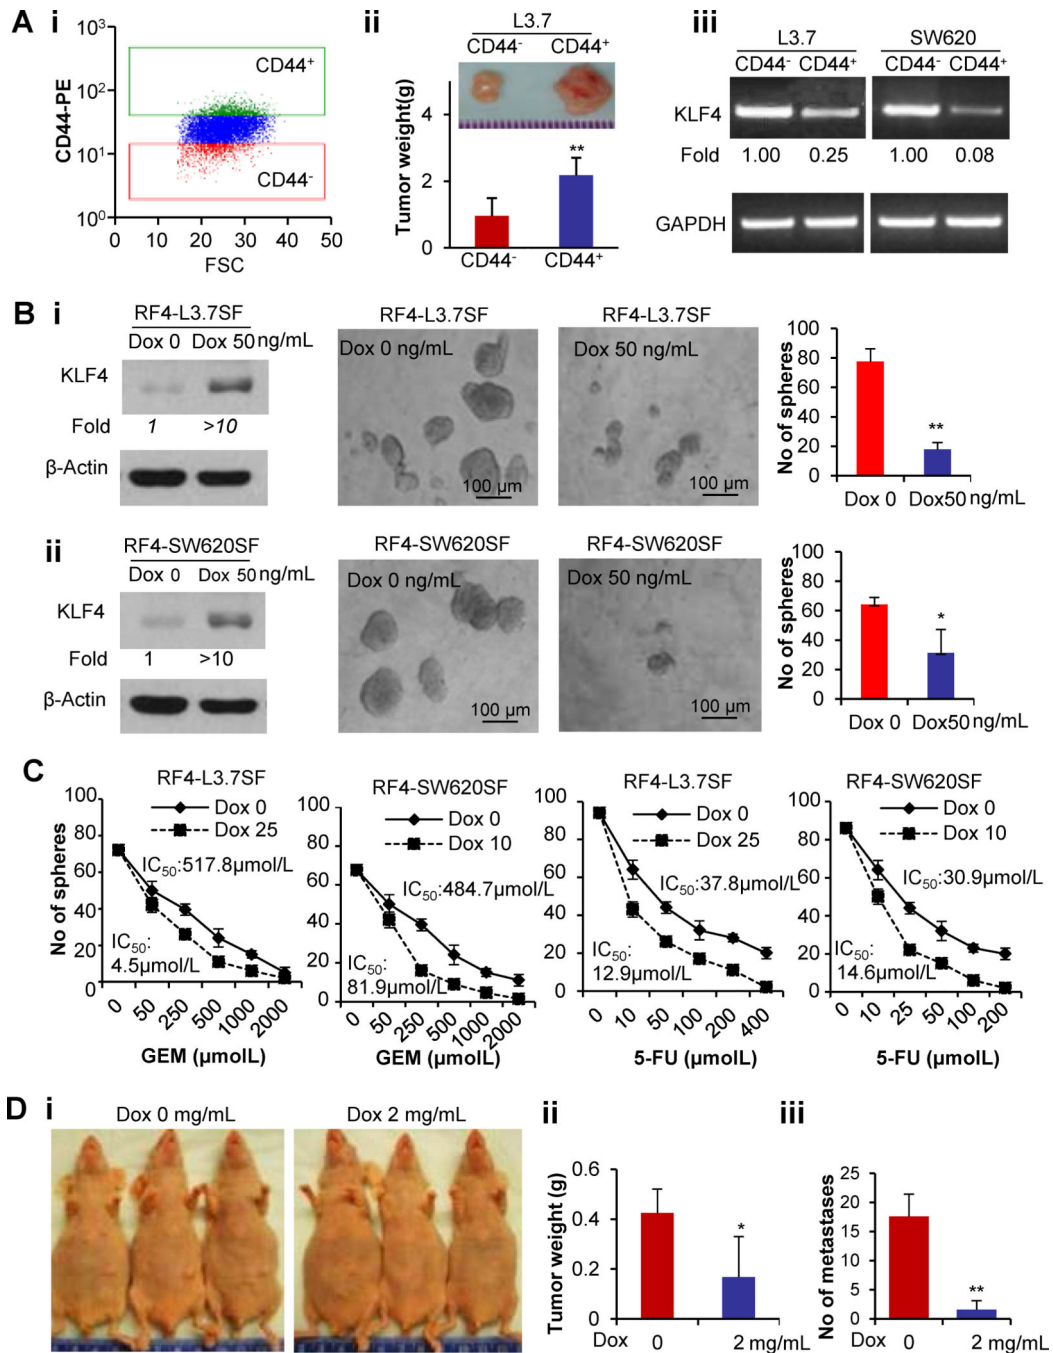 A i
10³
10²
10¹
10⁰
CD44-PE
CD44⁺
CD44⁻
0 10 20 30 40 50
FSC
ii
L3.7
CD44⁻ CD44⁺
Tumor weight(g)
4
2
0
**
CD44⁻ CD44⁺
iii
L3.7 SW620
CD44⁻ CD44⁺ CD44⁻ CD44⁺
KLF4
Fold 1.00 0.25 1.00 0.08
GAPDH
B i
RF4-L3.7SF
Dox 0 Dox 50 ng/mL
KLF4
Fold 1 >10
β-Actin
RF4-L3.7SF
Dox 0 ng/mL
100 µm
RF4-L3.7SF
Dox 50 ng/mL
100 µm
No of spheres
100
80
60
40
20
0
**
Dox 0 Dox50 ng/mL
ii
RF4-SW620SF
Dox 0 Dox 50 ng/mL
KLF4
Fold 1 >10
β-Actin
RF4-SW620SF
Dox 0 ng/mL
100 µm
RF4-SW620SF
Dox 50 ng/mL
100 µm
No of spheres
100
80
60
40
20
0
*
Dox 0 Dox50 ng/mL
C
RF4-L3.7SF
Dox 0
Dox 25
No of spheres
100
80
60
40
20
0
IC₅₀:517.8µmol/L
IC₅₀:
4.5µmol/L
0 50 250 500 1000 2000
GEM (µmolL)
RF4-SW620SF
Dox 0
Dox 10
100
80
60
40
20
0
IC₅₀:484.7µmol/L
IC₅₀:
81.9µmol/L
0 50 250 500 1000 2000
GEM (µmolL)
RF4-L3.7SF
Dox 0
Dox 25
100
80
60
40
20
0
IC₅₀:37.8µmol/L
IC₅₀:
12.9µmol/L
0 10 50 100 200 400
5-FU (µmolL)
RF4-SW620SF
Dox 0
Dox 10
100
80
60
40
20
0
IC₅₀:30.9µmol/L
IC₅₀:
14.6µmol/L
0 10 25 50 100 200
5-FU (µmolL)
D i
Dox 0 mg/mL Dox 2 mg/mL
ii
Tumor weight (g)
0.6
0.4
0.2
0
*
Dox 0 2 mg/mL
iii
No of metastases
25
20
15
10
5
0
**
Dox 0 2 mg/mL